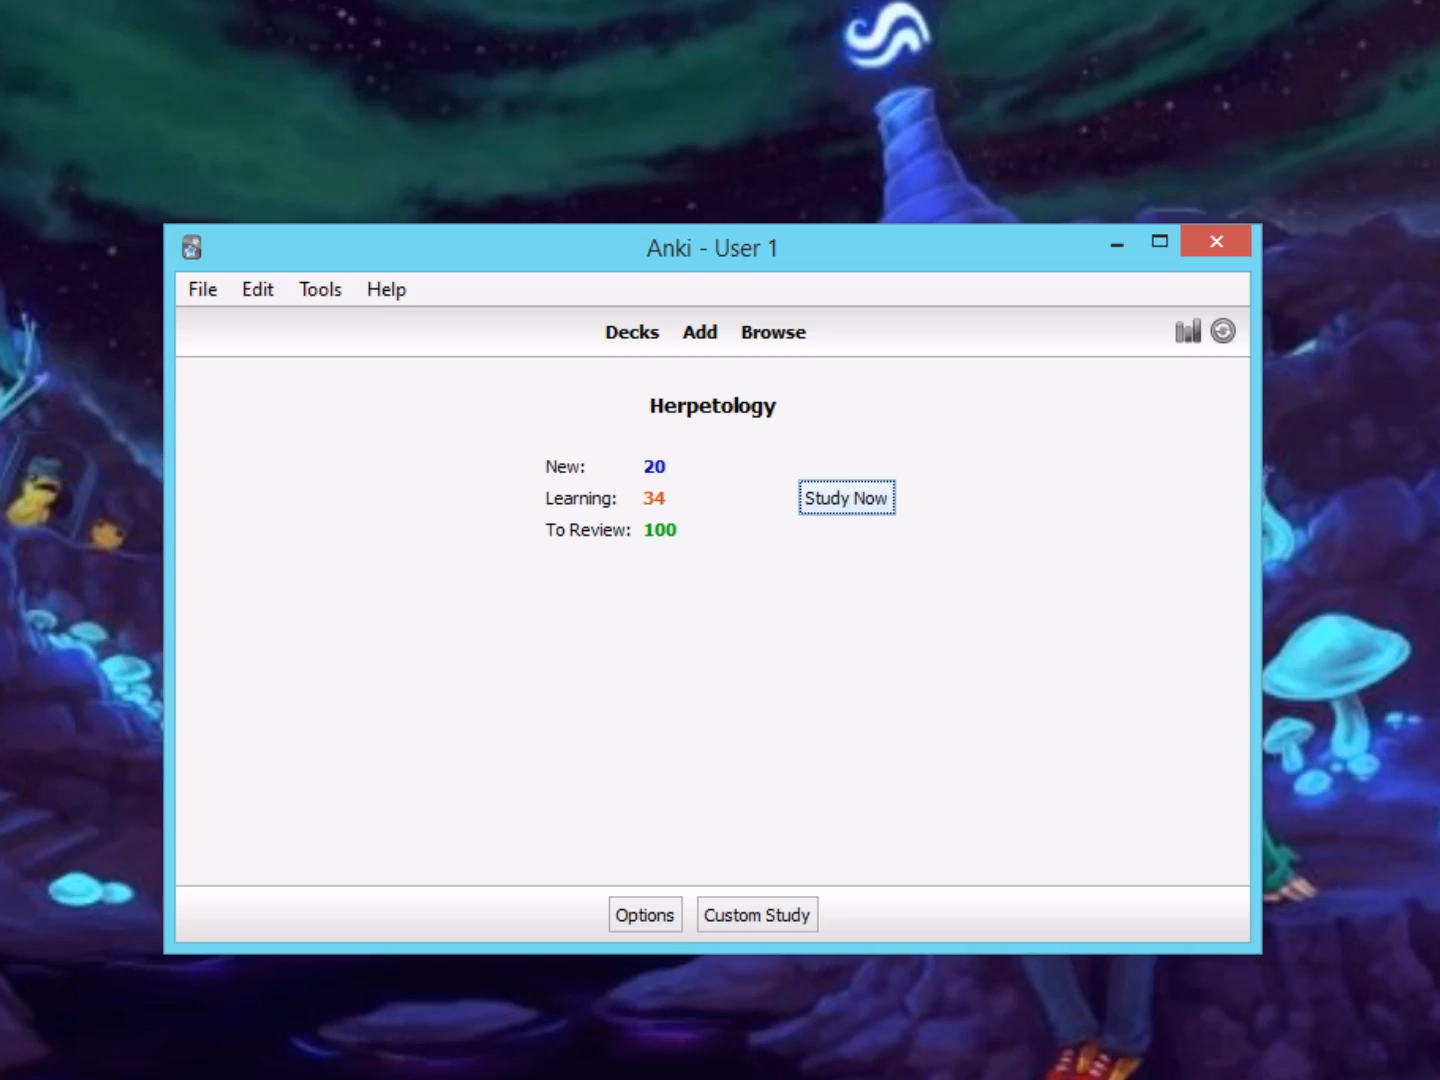 Anki - User 1
File Edit Tools Help
Decks Add Browse
Herpetology
New: 20
Learning: 34
Study Now
To Review: 100
Options Custom Study